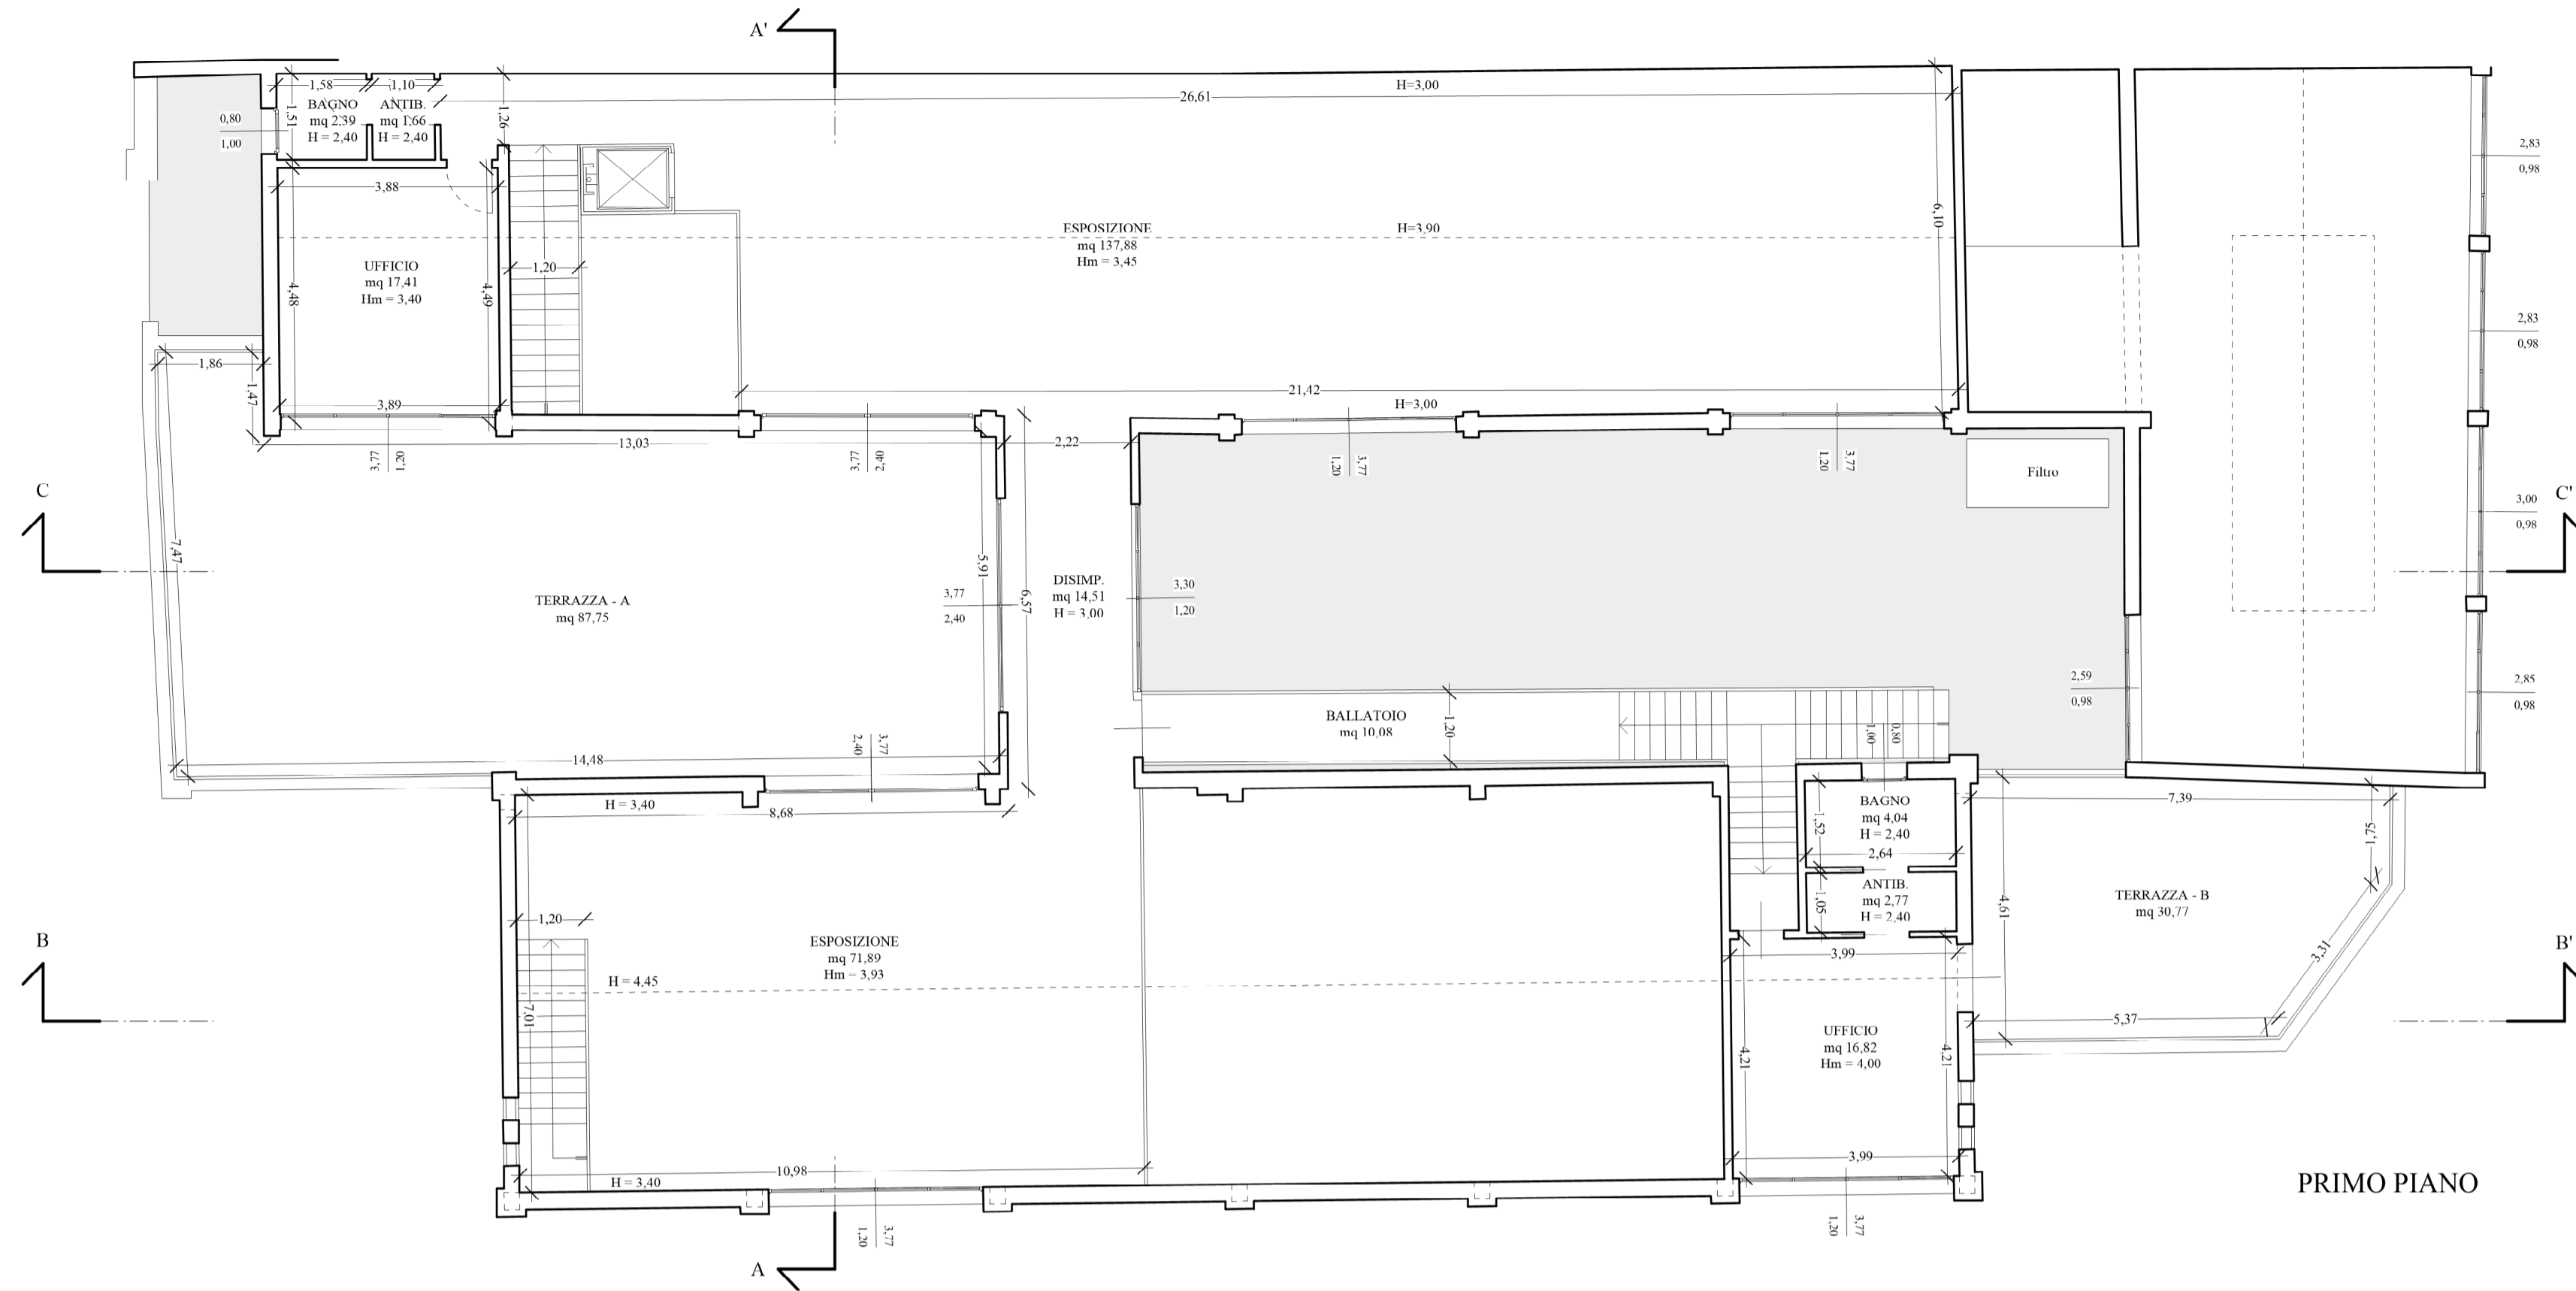 A'
1,58
1,10
BAGNO
mq 2,39
H = 2,40
ANTIB.
mq 1,66
H = 2,40
1,51
1,26
0,80
1,00
26,61
H=3,00
3,88
UFFICIO
mq 17,41
Hm = 3,40
4,48
4,49
1,20
ESPOSIZIONE
mq 137,88
Hm = 3,45
H=3,90
6,10
2,83
0,98
2,83
0,98
3,00
0,98
2,85
0,98
1,86
1,47
3,89
21,42
H=3,00
13,03
2,22
3,77
1,20
3,77
2,40
1,20
3,77
1,20
3,77
Filtro
C
C'
7,47
TERRAZZA - A
mq 87,75
5,91
6,57
3,77
2,40
DISIMP.
mq 14,51
H = 3,00
3,30
1,20
2,59
0,98
BALLATOIO
mq 10,08
1,20
1,00
0,80
14,48
2,40
3,77
H = 3,40
8,68
BAGNO
mq 4,04
H = 2,40
1,52
2,64
ANTIB.
mq 2,77
H = 2,40
1,05
7,39
1,75
4,61
TERRAZZA - B
mq 30,77
3,31
5,37
B
B'
1,20
ESPOSIZIONE
mq 71,89
Hm = 3,93
H = 4,45
7,01
3,99
UFFICIO
mq 16,82
Hm = 4,00
4,21
4,21
3,99
10,98
H = 3,40
1,20
3,77
1,20
3,77
PRIMO PIANO
A